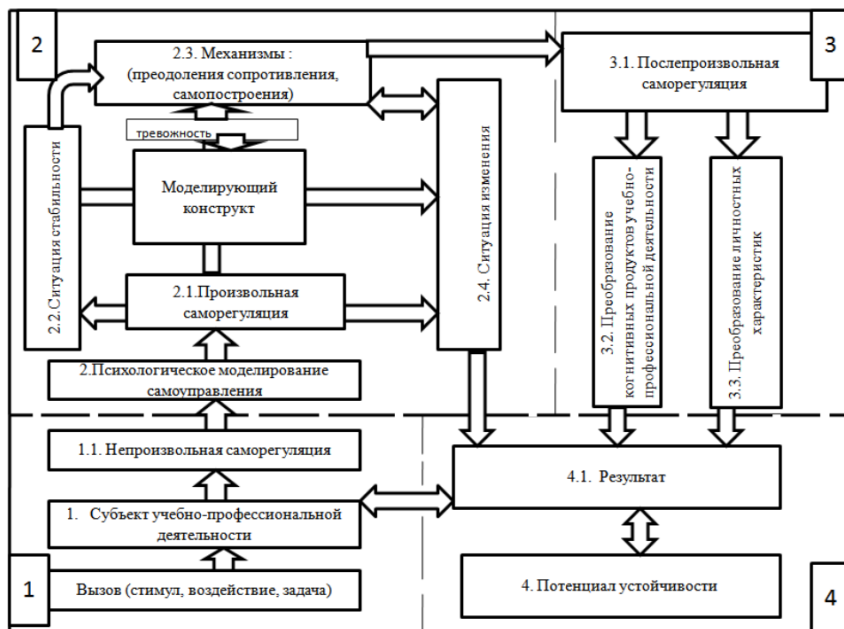 2
2.3. Механизмы :
(преодоления сопротивления,
самопостроения)
3.1. Послепроизвольная
саморегуляция
3
тревожность
2.2.Ситуация стабильности
Моделирующий
конструкт
2.4. Ситуация изменения
3.2. Преобразование
когнитивных продуктов учебно-
профессиональной деятельности
3.3. Преобразование личностных
характеристик
2.1.Произвольная
саморегуляция
2.Психологическое моделирование
самоуправления
1.1. Непроизвольная саморегуляция
4.1. Результат
1. Субъект учебно-профессиональной
деятельности
1
Вызов (стимул, воздействие, задача)
4. Потенциал устойчивости
4